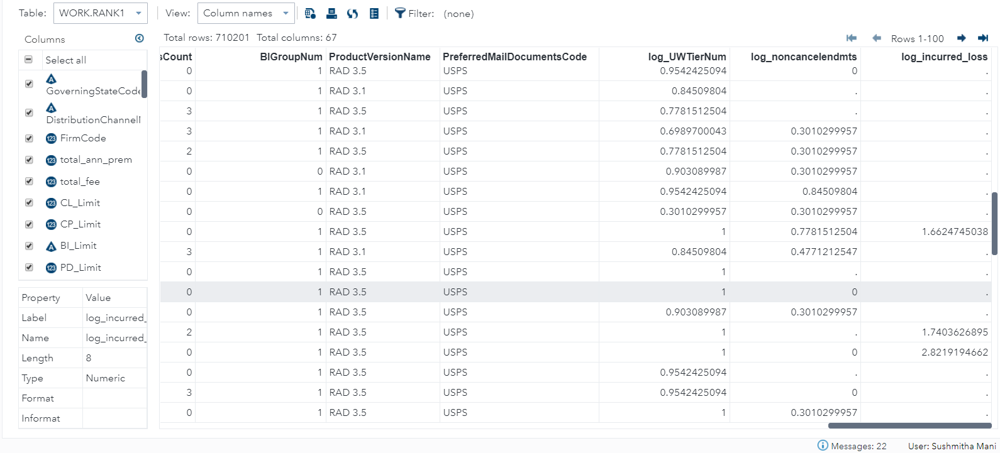 Table: WORK.RANK1 View: Column names Filter: (none)
Columns
Total rows: 710201 Total columns: 67 Rows 1-100
Select all
GoverningStateCode
DistributionChannel
FirmCode
total_ann_prem
total_fee
CL_Limit
CP_Limit
BI_Limit
PD_Limit
Property Value
Label log_incurred_
Name log_incurred_
Length 8
Type Numeric
Format
Informat
sCount BIGroupNum ProductVersionName PreferredMailDocumentsCode log_UWTierNum log_noncancelendmts log_incurred_loss
0 1 RAD 3.5 USPS 0.9542425094 0 .
0 1 RAD 3.1 USPS 0.84509804 . .
3 1 RAD 3.5 USPS 0.7781512504 . .
3 1 RAD 3.1 USPS 0.6989700043 0.3010299957 .
2 1 RAD 3.5 USPS 0.7781512504 0.3010299957 .
0 0 RAD 3.1 USPS 0.903089987 0.3010299957 .
0 1 RAD 3.1 USPS 0.9542425094 0.84509804 .
0 0 RAD 3.5 USPS 0.3010299957 0.3010299957 .
0 1 RAD 3.5 USPS 1 0.7781512504 1.6624745038
3 1 RAD 3.1 USPS 0.84509804 0.4771212547 .
0 1 RAD 3.5 USPS 1 . .
0 1 RAD 3.5 USPS 1 0 .
0 1 RAD 3.5 USPS 0.903089987 0.3010299957 .
2 1 RAD 3.5 USPS 1 . 1.7403626895
0 1 RAD 3.5 USPS 1 0 2.8219194662
0 1 RAD 3.5 USPS 0.9542425094 . .
3 1 RAD 3.5 USPS 0.9542425094 0 .
0 1 RAD 3.5 USPS 1 0.3010299957 .
Messages: 22 User: Sushmitha Mani